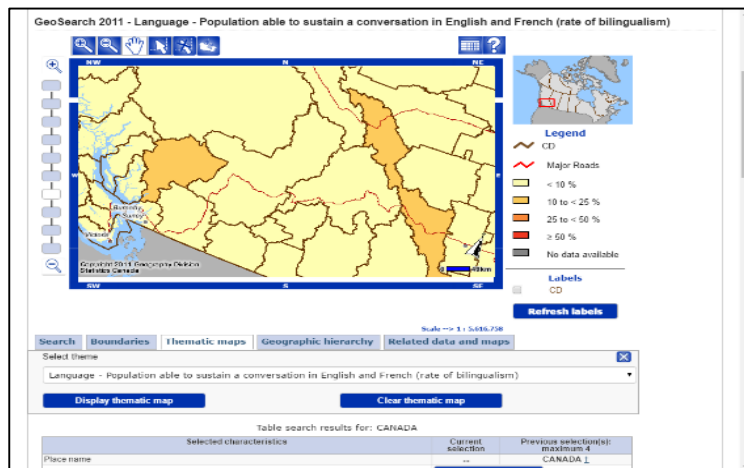 GeoSearch 2011 - Language - Population able to sustain a conversation in English and French (rate of bilingualism)
NW N NE
W E
Burnaby
Surrey
Victoria
Copyright 2011 Geography Division
Statistics Canada
SW S SE
Legend
CD
Major Roads
< 10 %
10 to < 25 %
25 to < 50 %
≥ 50 %
No data available
Labels
CD
Refresh labels
Scale --> 1 : 5,616,758
Search Boundaries Thematic maps Geographic hierarchy Related data and maps
Select theme
Language - Population able to sustain a conversation in English and French (rate of bilingualism)
Display thematic map Clear thematic map
Table search results for: CANADA
Selected characteristics Current selection Previous selection(s): maximum 4
Place name -- CANADA